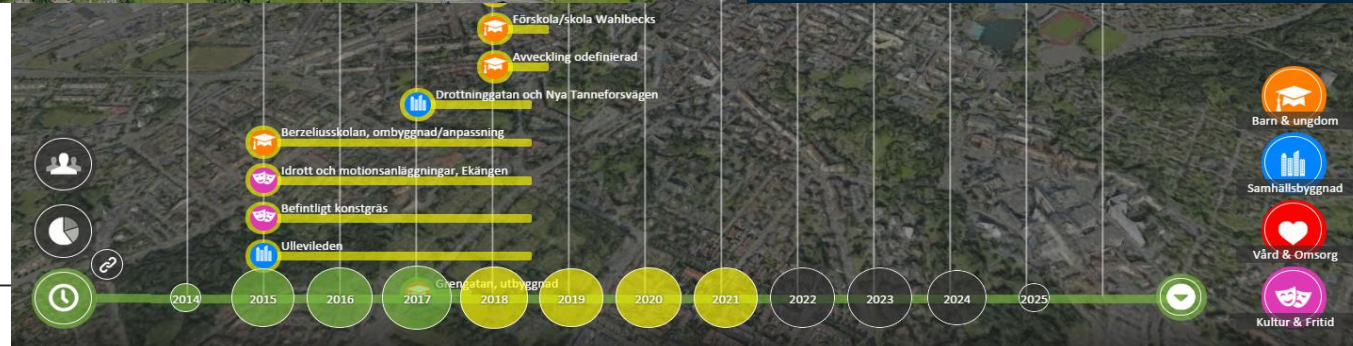 Förskola/skola Wahlbecks
Avveckling odefinierad
Drottninggatan och Nya Tanneforsvägen
Berzeliusskolan, ombyggnad/anpassning
Idrott och motionsanläggningar, Ekängen
Befintligt konstgräs
Ullevileden
Grengatan, utbyggnad
2014
2015
2016
2017
2018
2019
2020
2021
2022
2023
2024
2025
Barn & ungdom
Samhällsbyggnad
Vård & Omsorg
Kultur & Fritid